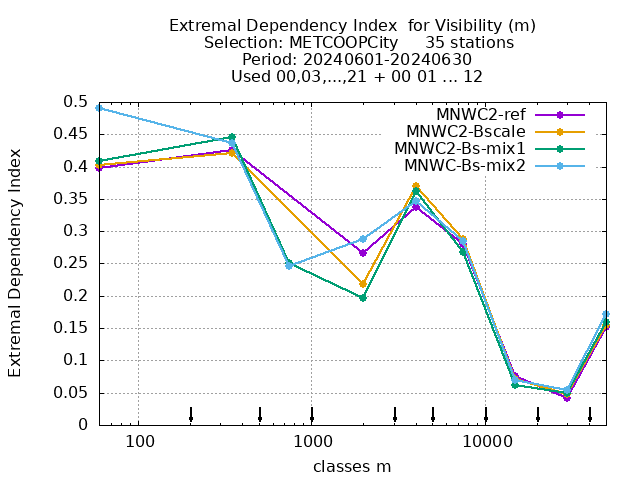 Extremal Dependency Index  for Visibility (m)
Selection: METCOOPCity     35 stations
Period: 20240601-20240630
Used 00,03,...,21 + 00 01 ... 12
MNWC2-ref
MNWC2-Bscale
MNWC2-Bs-mix1
MNWC-Bs-mix2
Extremal Dependency Index
0.5
0.45
0.4
0.35
0.3
0.25
0.2
0.15
0.1
0.05
0
100 1000 10000
classes m